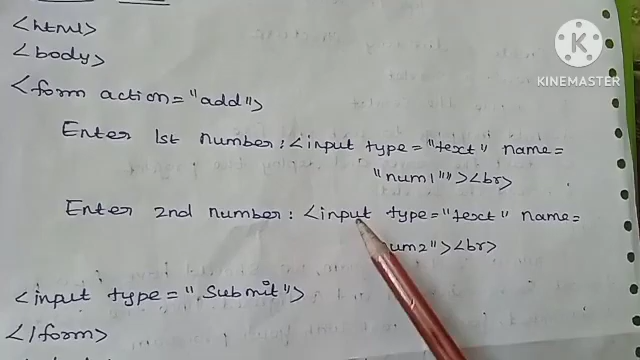 <html>
<body>
<form action="add">
Enter 1st number: <input type="text" name=
"num1""><br>
Enter 2nd number: <input type="text" name=
um2"><br>
<input type="submit">
</form>
K
KINEMASTER